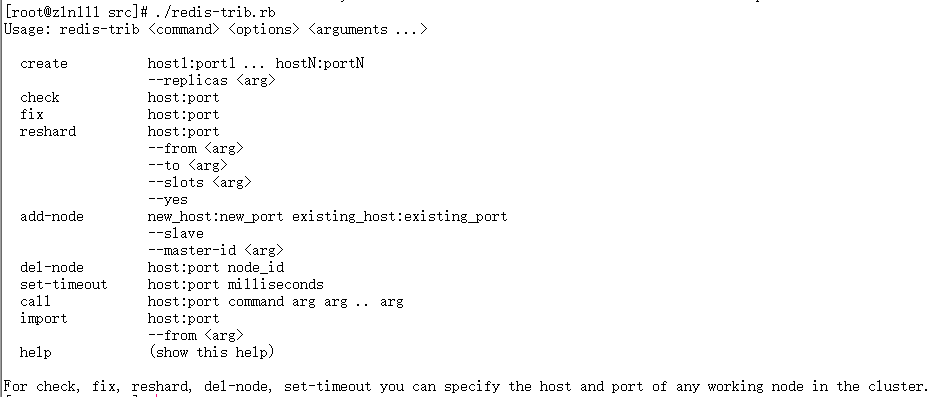 [root@zln111 src]# ./redis-trib.rb
Usage: redis-trib <command> <options> <arguments ...>
create host1:port1 ... hostN:portN
--replicas <arg>
check host:port
fix host:port
reshard host:port
--from <arg>
--to <arg>
--slots <arg>
--yes
add-node new_host:new_port existing_host:existing_port
--slave
--master-id <arg>
del-node host:port node_id
set-timeout host:port milliseconds
call host:port command arg arg .. arg
import host:port
--from <arg>
help (show this help)
For check, fix, reshard, del-node, set-timeout you can specify the host and port of any working node in the cluster.